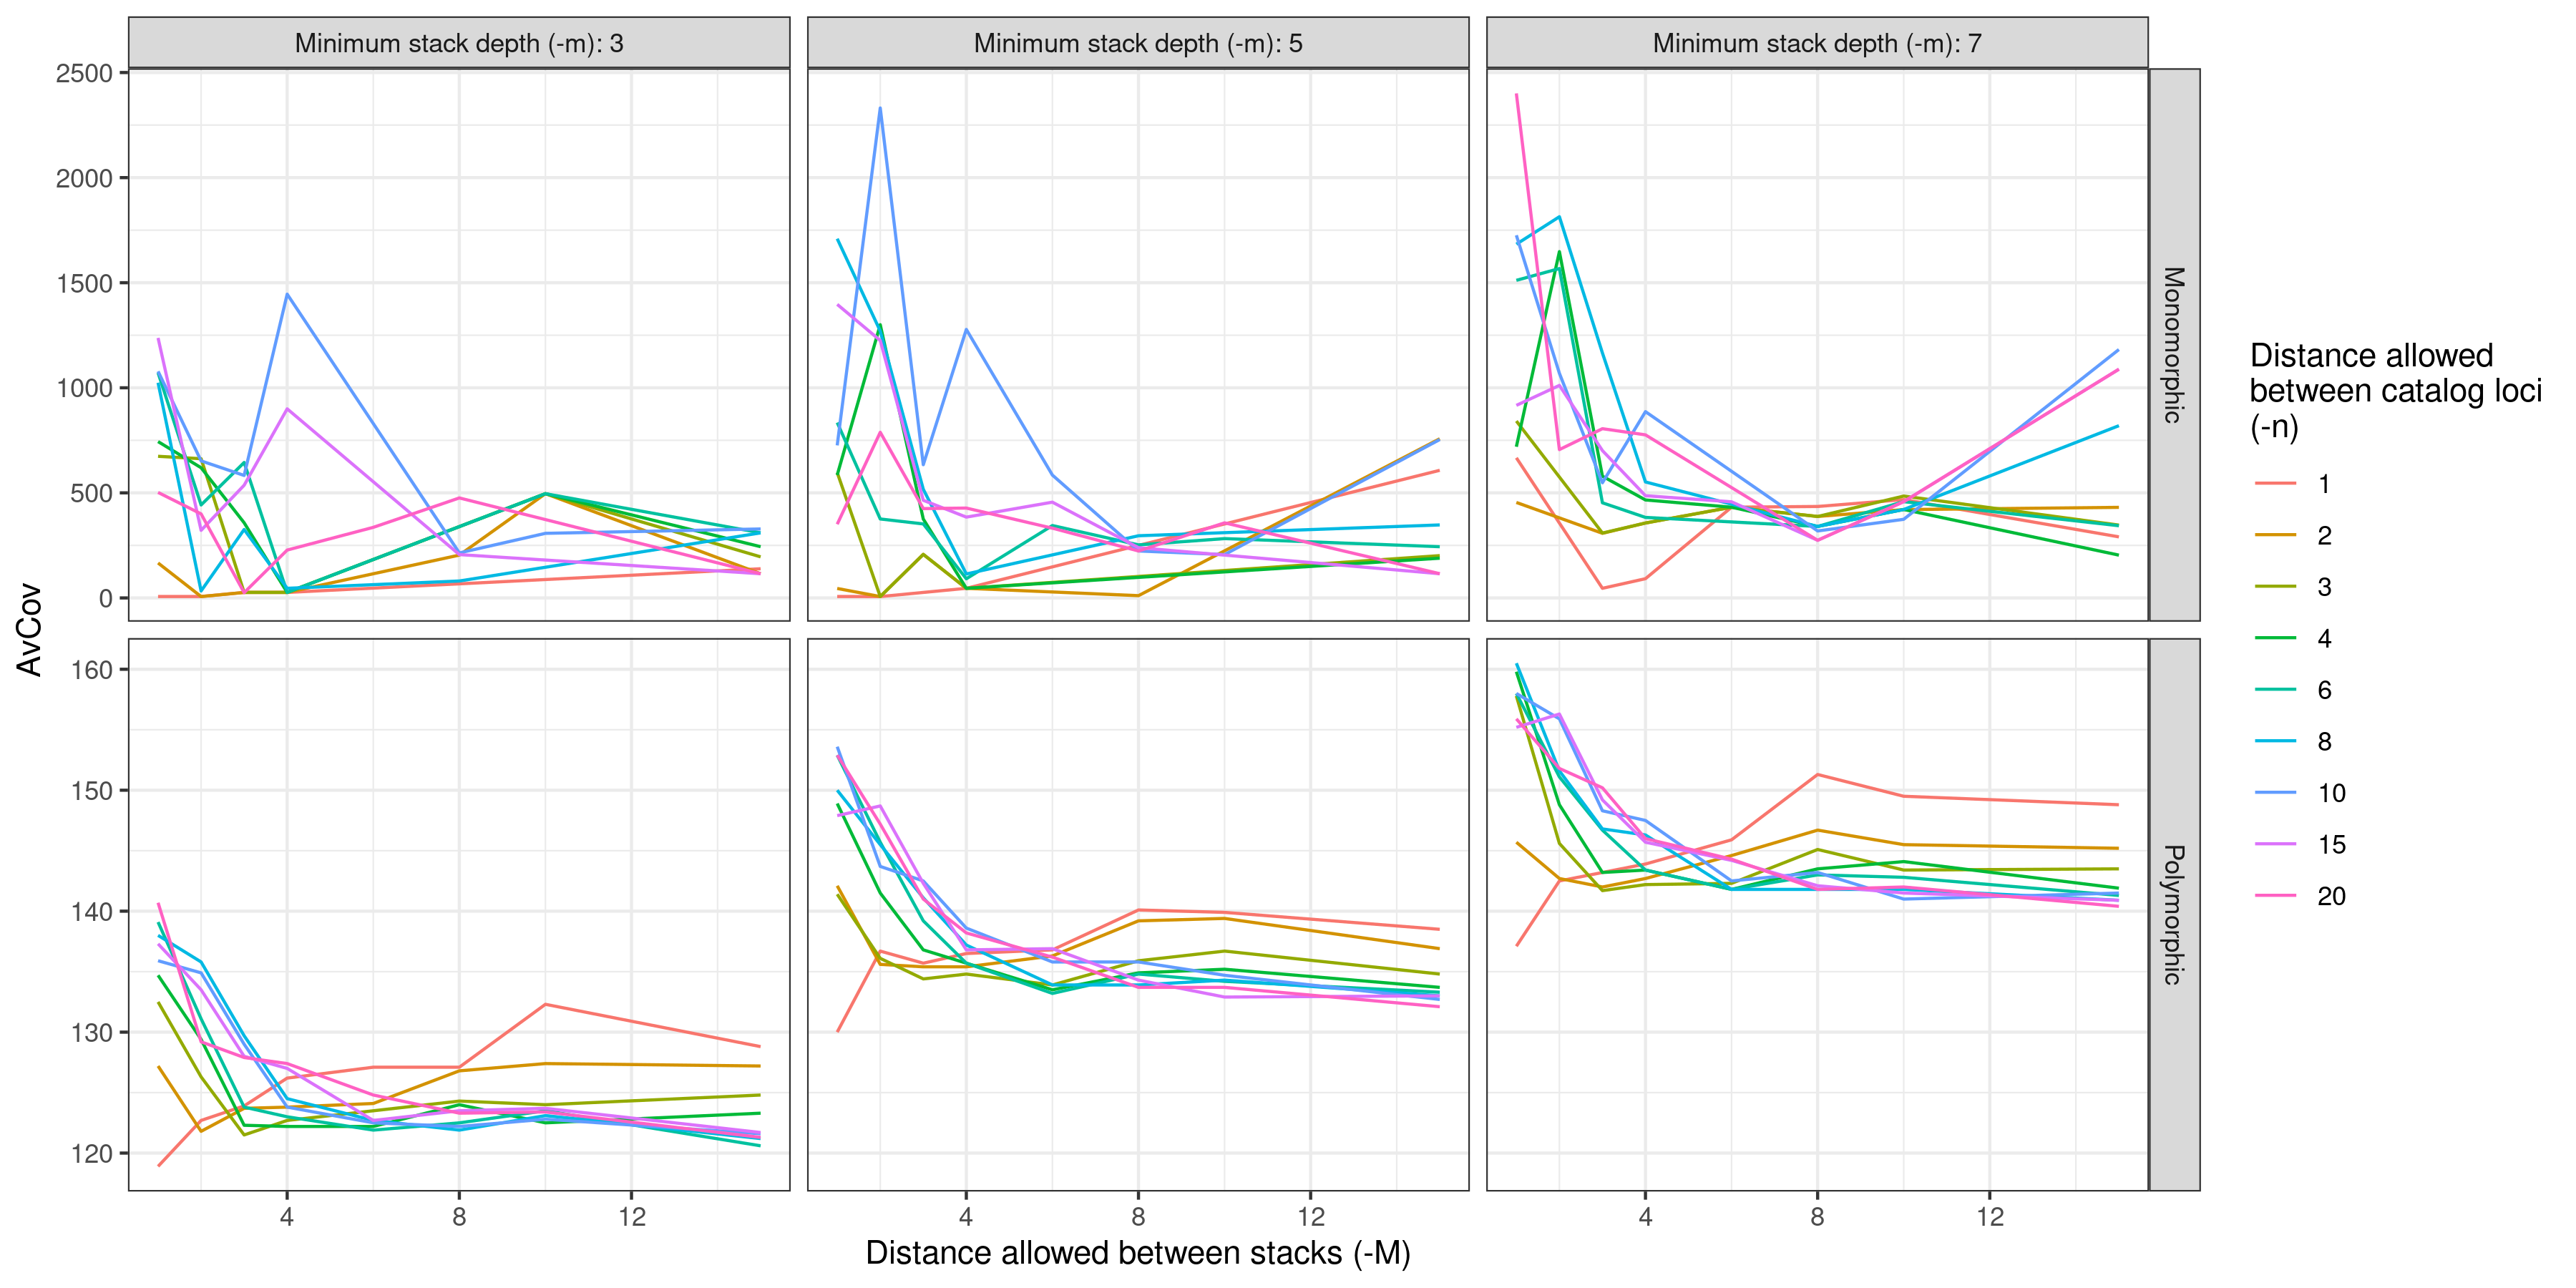 Minimum stack depth (-m): 3
Minimum stack depth (-m): 5
Minimum stack depth (-m): 7
2500
2000
1500
1000
500
0
Monomorphic
160
150
140
130
120
Polymorphic
AvCov
4
8
12
4
8
12
4
8
12
Distance allowed between stacks (-M)
Distance allowed
between catalog loci
(-n)
1
2
3
4
6
8
10
15
20